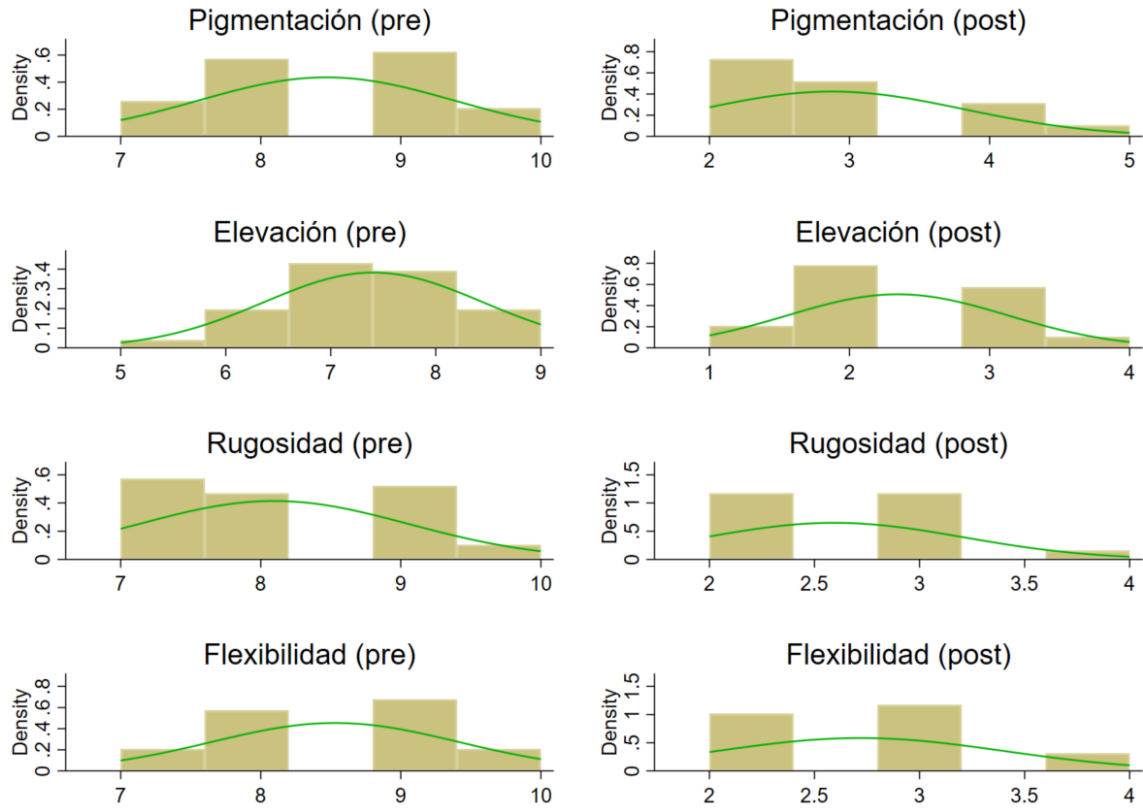 Pigmentación (pre)
Density
0 .2 .4 .6
7 8 9 10
Pigmentación (post)
Density
0 .2 .4 .6 .8
2 3 4 5
Elevación (pre)
Density
0 .1 .2 .3 .4
5 6 7 8 9
Elevación (post)
Density
0 .2 .4 .6 .8
1 2 3 4
Rugosidad (pre)
Density
0 .2 .4 .6
7 8 9 10
Rugosidad (post)
Density
0 .5 1 1.5
2 2.5 3 3.5 4
Flexibilidad (pre)
Density
0 .2 .4 .6 .8
7 8 9 10
Flexibilidad (post)
Density
0 .5 1 1.5
2 2.5 3 3.5 4